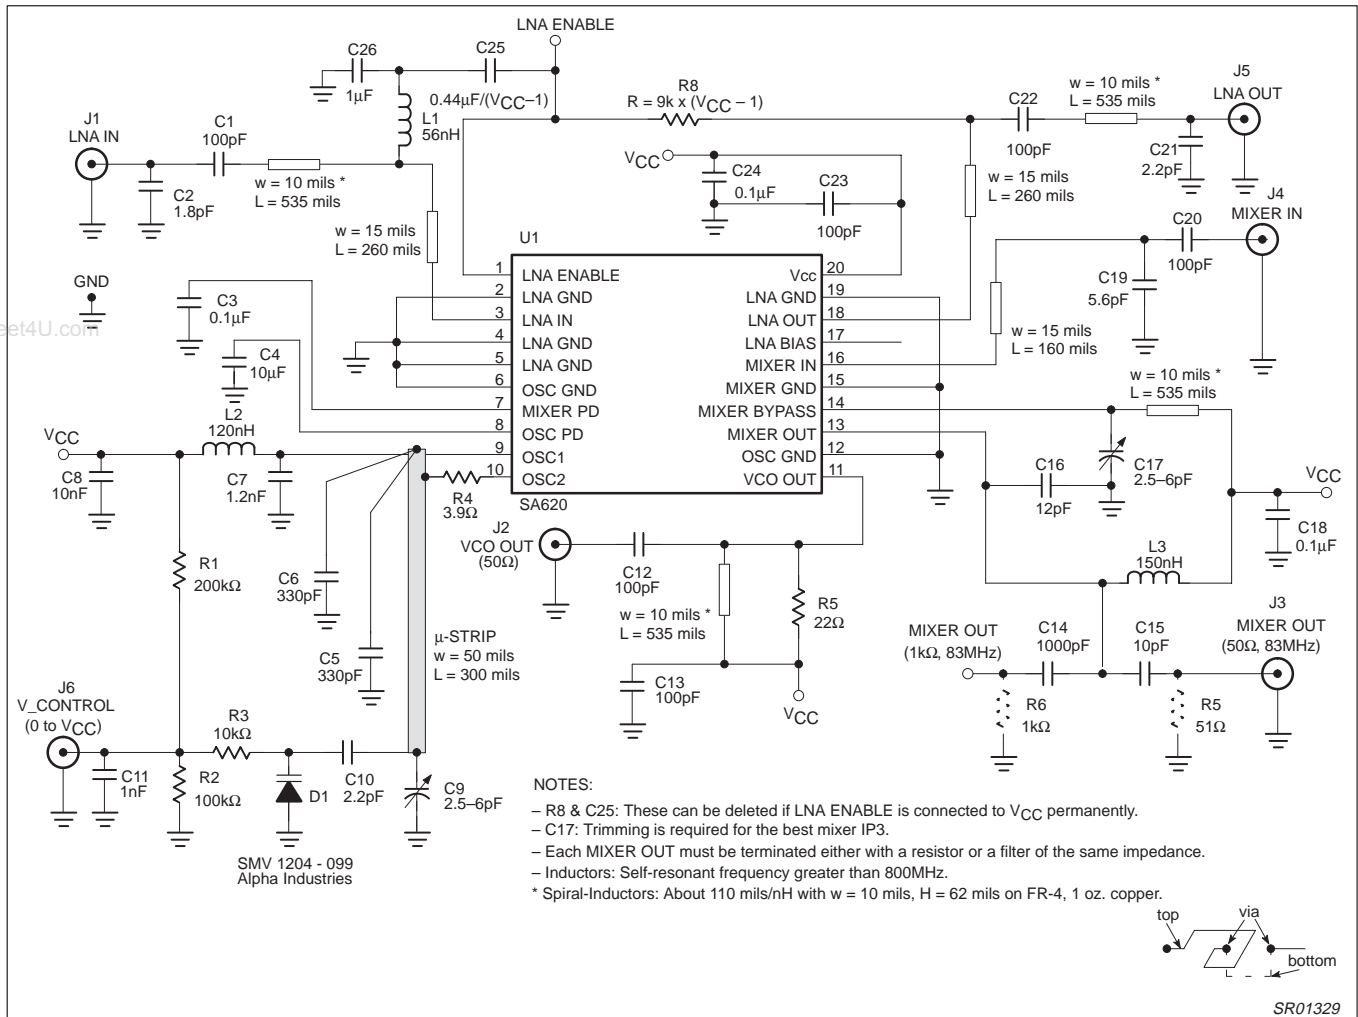 LNA ENABLE
C26
1µF
C25
0.44µF/(VCC–1)
L1
56nH
R8
R = 9k x (VCC – 1)
C22
100pF
w = 10 mils *
L = 535 mils
J5
LNA OUT
C21
2.2pF
J1
LNA IN
C1
100pF
C2
1.8pF
w = 10 mils *
L = 535 mils
w = 15 mils
L = 260 mils
VCC
C24
0.1µF
C23
100pF
w = 15 mils
L = 260 mils
J4
MIXER IN
C20
100pF
C19
5.6pF
w = 15 mils
L = 160 mils
GND
eet4U.com
C3
0.1µF
C4
10µF
U1
1 LNA ENABLE
2 LNA GND
3 LNA IN
4 LNA GND
5 LNA GND
6 OSC GND
7 MIXER PD
8 OSC PD
9 OSC1
10 OSC2
Vcc 20
LNA GND 19
LNA OUT 18
LNA BIAS 17
MIXER IN 16
MIXER GND 15
MIXER BYPASS 14
MIXER OUT 13
OSC GND 12
VCO OUT 11
SA620
w = 10 mils *
L = 535 mils
VCC
C8
10nF
L2
120nH
C7
1.2nF
R4
3.9Ω
C16
12pF
C17
2.5–6pF
VCC
C18
0.1µF
L3
150nH
R1
200kΩ
C6
330pF
C5
330pF
µ-STRIP
w = 50 mils
L = 300 mils
J2
VCO OUT
(50Ω)
C12
100pF
w = 10 mils *
L = 535 mils
R5
22Ω
C13
100pF
VCC
MIXER OUT
(1kΩ, 83MHz)
C14
1000pF
C15
10pF
J3
MIXER OUT
(50Ω, 83MHz)
R6
1kΩ
R5
51Ω
J6
V_CONTROL
(0 to VCC)
C11
1nF
R2
100kΩ
R3
10kΩ
D1
C10
2.2pF
C9
2.5–6pF
SMV 1204 - 099
Alpha Industries
NOTES:
– R8 & C25: These can be deleted if LNA ENABLE is connected to VCC permanently.
– C17: Trimming is required for the best mixer IP3.
– Each MIXER OUT must be terminated either with a resistor or a filter of the same impedance.
– Inductors: Self-resonant frequency greater than 800MHz.
* Spiral-Inductors: About 110 mils/nH with w = 10 mils, H = 62 mils on FR-4, 1 oz. copper.
top
via
bottom
SR01329